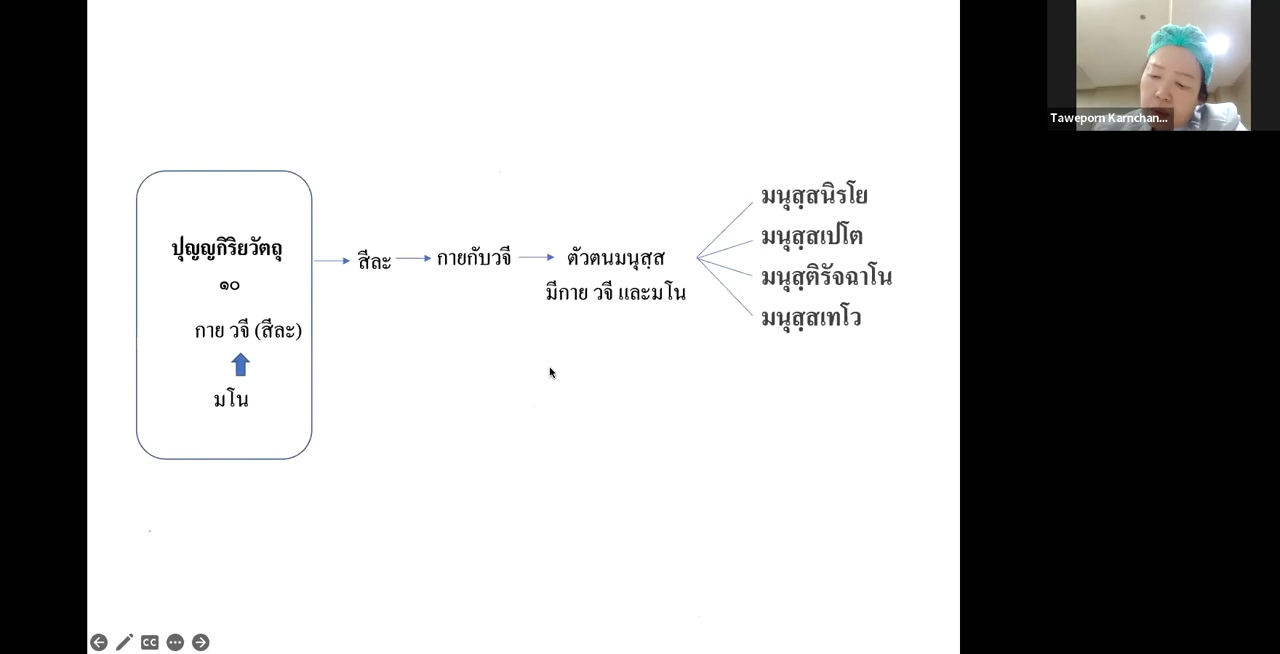 Taweporn Karnchan...
ปุญญกิริยวัตถุ
๑๐
กาย วจี (สีละ)
มโน
สีละ
กายกับวจี
ตัวตนมนุสฺส
มีกาย วจี และมโน
มนุสฺสนิรโย
มนุสฺสเปโต
มนุสฺติรัจฉาโน
มนุสฺสเทโว
CC